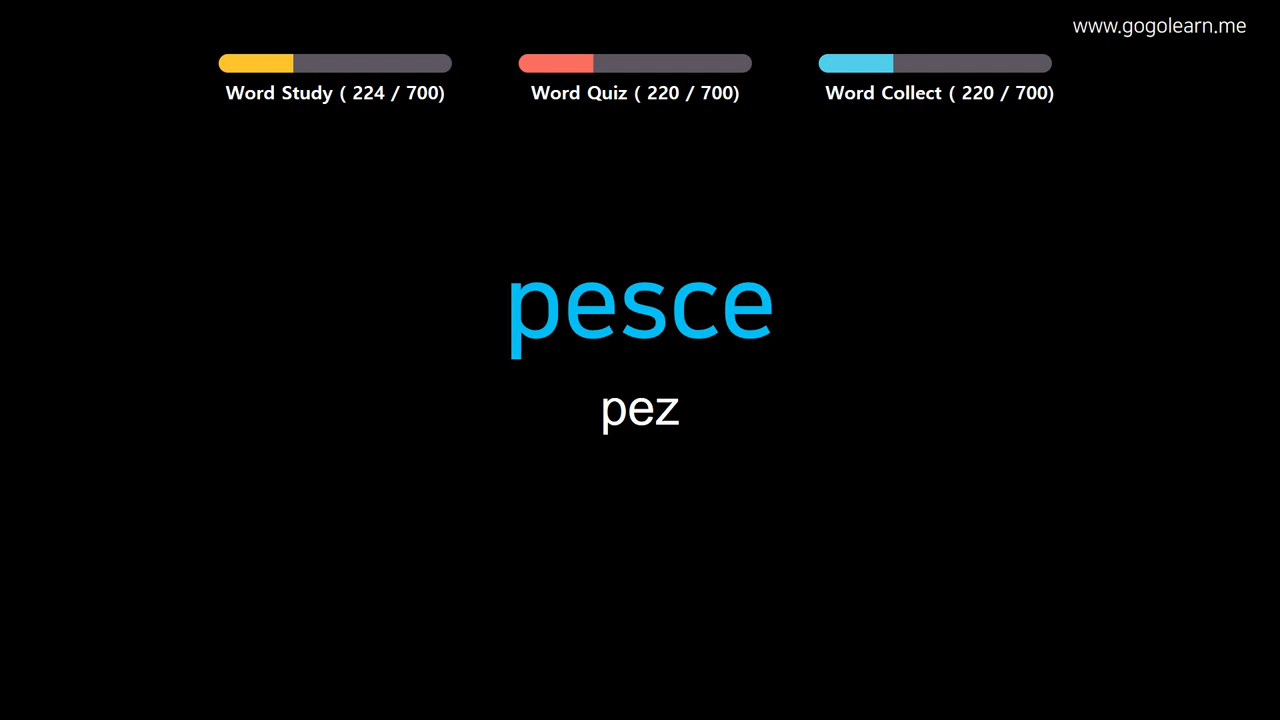 www.gogolearn.me
Word Study ( 224 / 700)
Word Quiz ( 220 / 700)
Word Collect ( 220 / 700)
pesce
pez